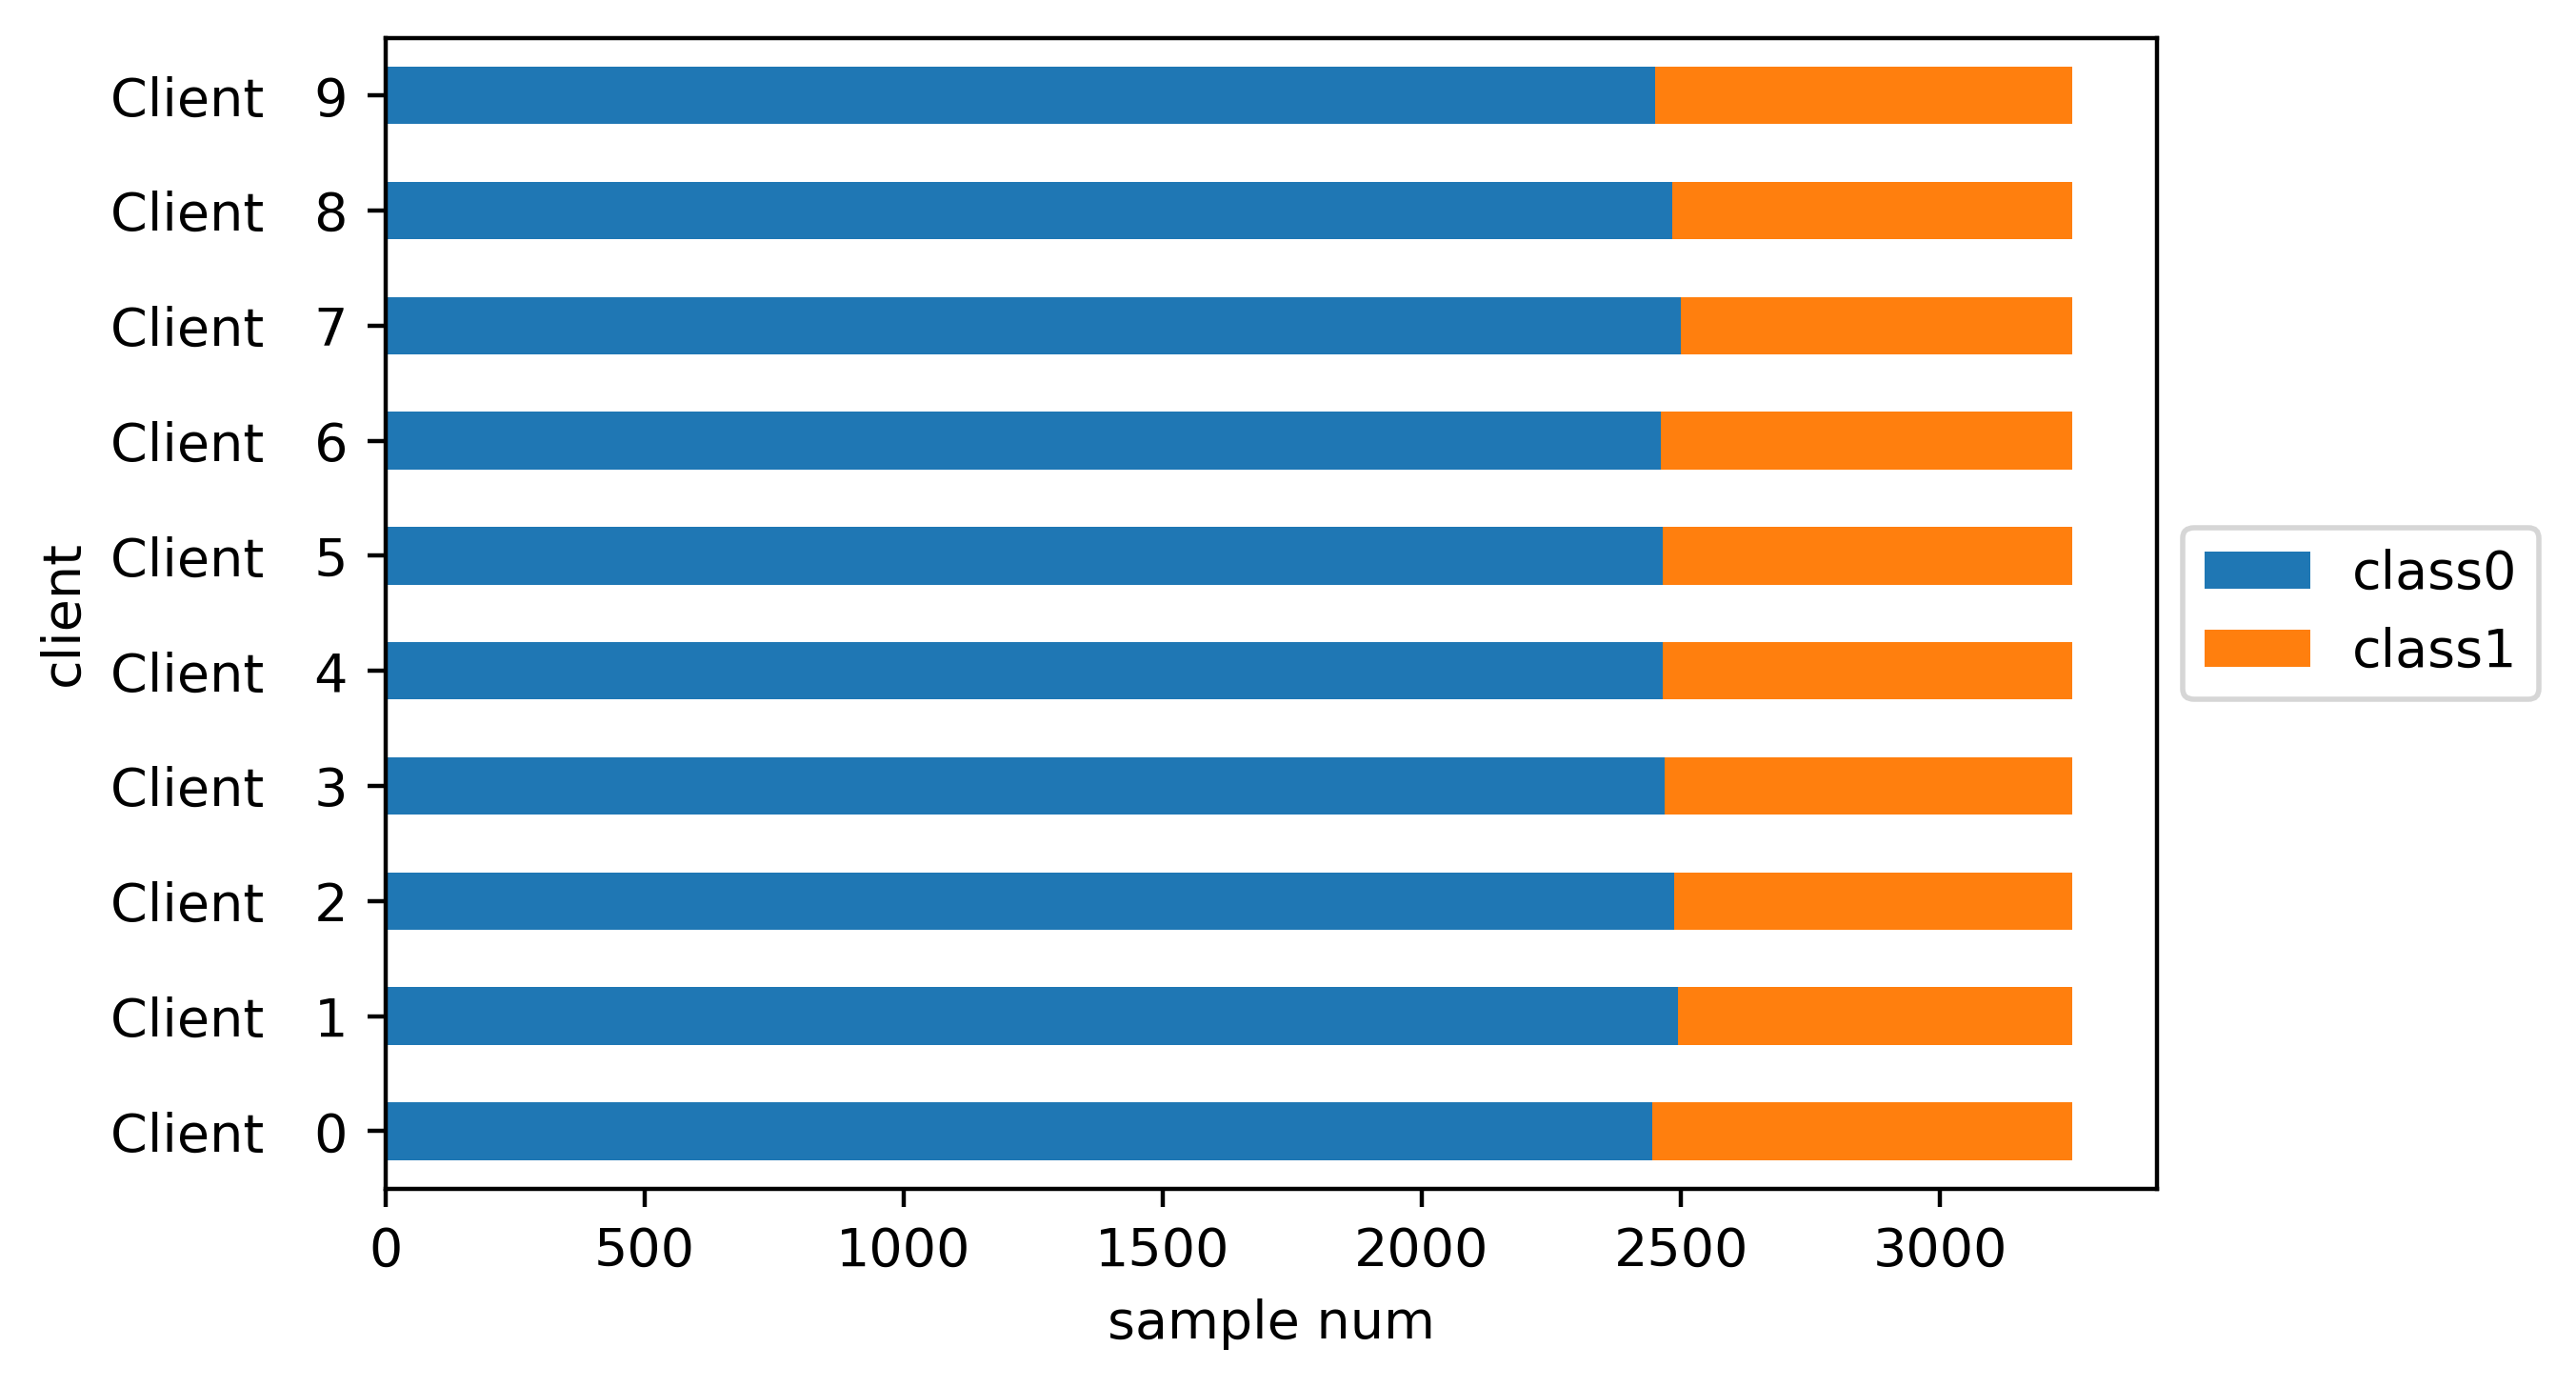 Client 9
Client 8
Client 7
Client 6
Client 5
Client 4
Client 3
Client 2
Client 1
Client 0
client
0 500 1000 1500 2000 2500 3000
sample num
class0
class1